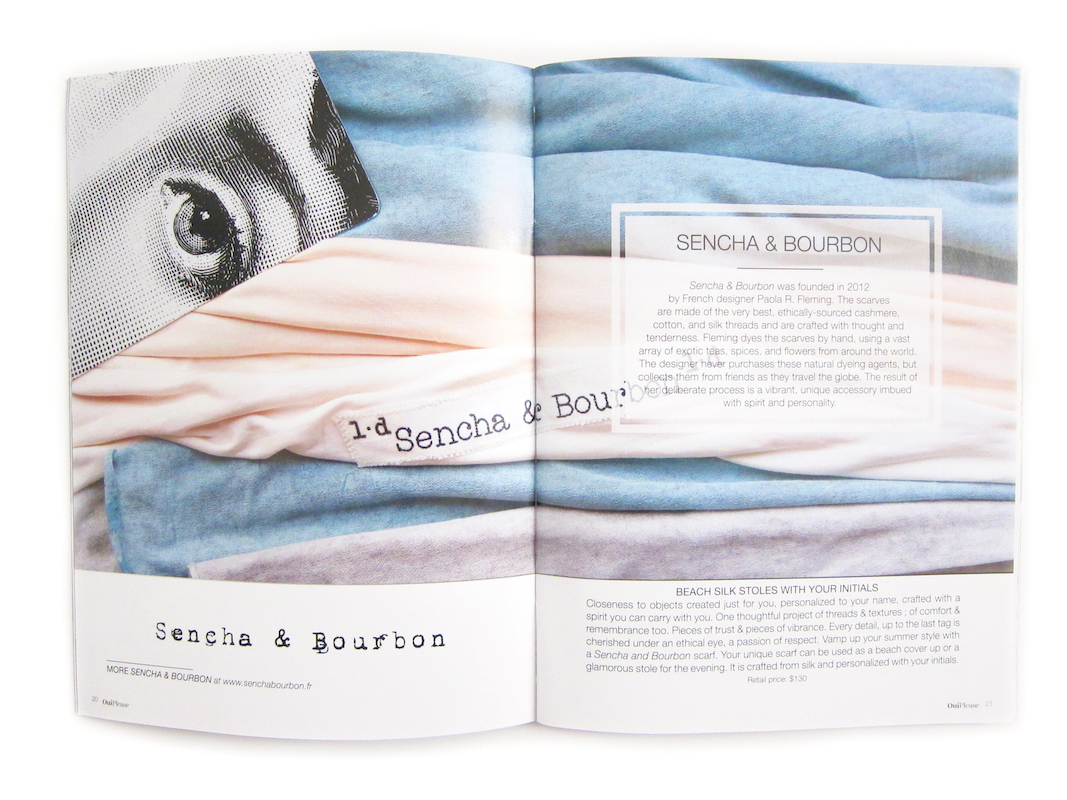 1·d Sencha & Bourbon 1·d
Sencha & Bourbon
MORE SENCHA & BOURBON at www.senchabourbon.fr
20 OuiPlease
SENCHA & BOURBON
Sencha & Bourbon was founded in 2012
by French designer Paola R. Fleming. The scarves
are made of the very best, ethically-sourced cashmere,
cotton, and silk threads and are crafted with thought and
tenderness. Fleming dyes the scarves by hand, using a vast
array of exotic teas, spices, and flowers from around the world.
The designer never purchases these natural dyeing agents, but
collects them from friends as they travel the globe. The result of
her deliberate process is a vibrant, unique accessory imbued
with spirit and personality.
BEACH SILK STOLES WITH YOUR INITIALS
Closeness to objects created just for you, personalized to your name, crafted with a
spirit you can carry with you. One thoughtful project of threads & textures ; of comfort &
remembrance too. Pieces of trust & pieces of vibrance. Every detail, up to the last tag is
cherished under an ethical eye, a passion of respect. Vamp up your summer style with
a Sencha and Bourbon scarf. Your unique scarf can be used as a beach cover up or a
glamorous stole for the evening. It is crafted from silk and personalized with your initials.
Retail price: $130
OuiPlease 21